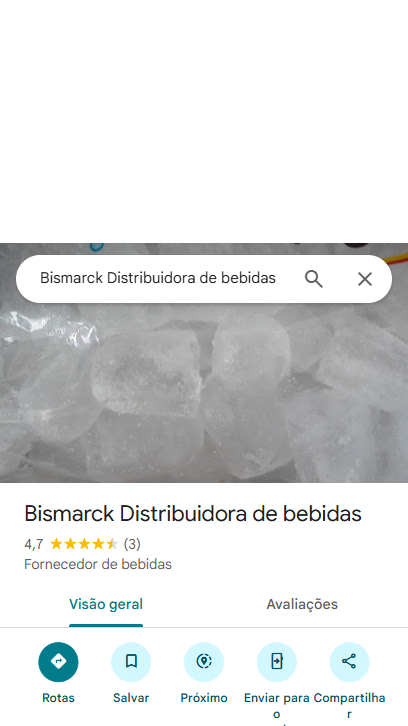 Bismarck Distribuidora de bebidas
Bismarck Distribuidora de bebidas
4,7 (3)
Fornecedor de bebidas
Visão geral Avaliações
Rotas Salvar Próximo Enviar para o Compartilhar